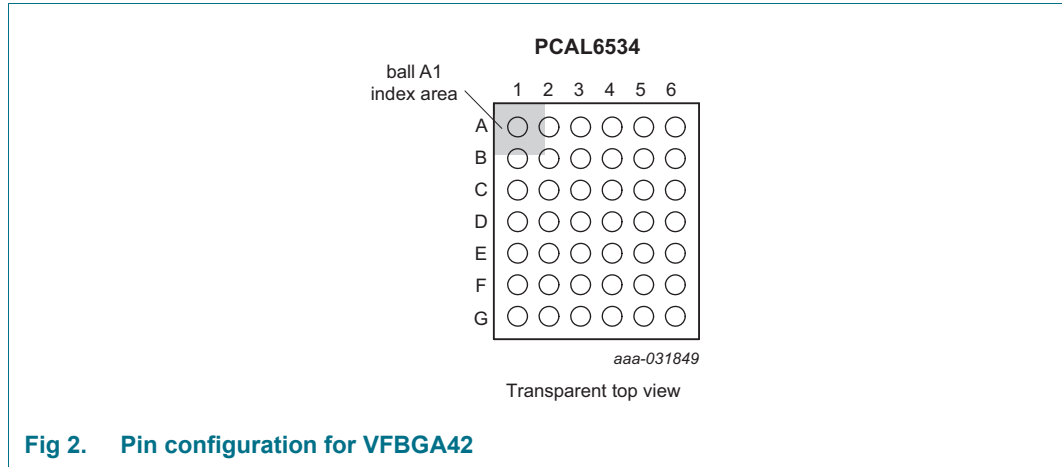 PCAL6534
ball A1
index area
1 2 3 4 5 6
A
B
C
D
E
F
G
aaa-031849
Transparent top view
Fig 2. Pin configuration for VFBGA42